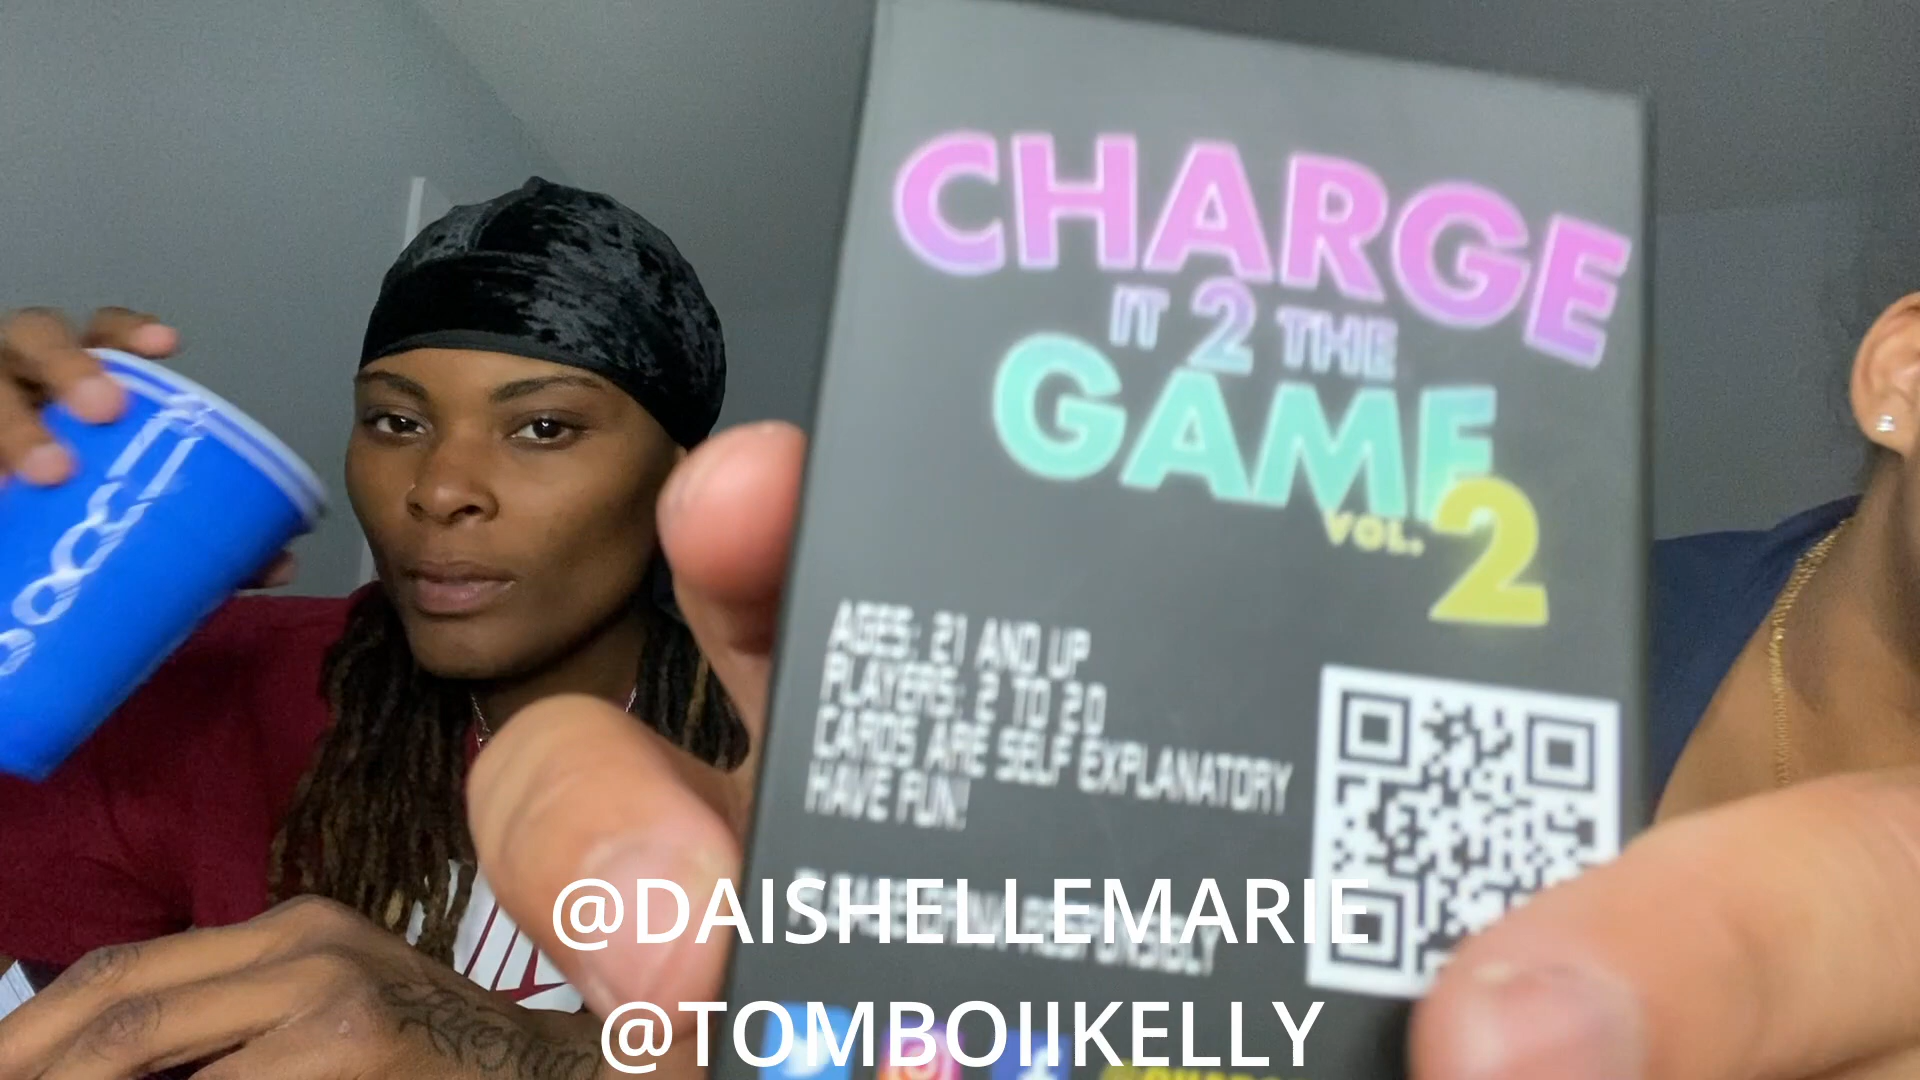 CHARGE
IT 2 THE
GAME
VOL. 2
AGES: 21 AND UP
PLAYERS: 2 TO 20
CARDS ARE SELF EXPLANATORY
HAVE FUN!
@DAISHELLEMARIE
@TOMBOIIKELLY